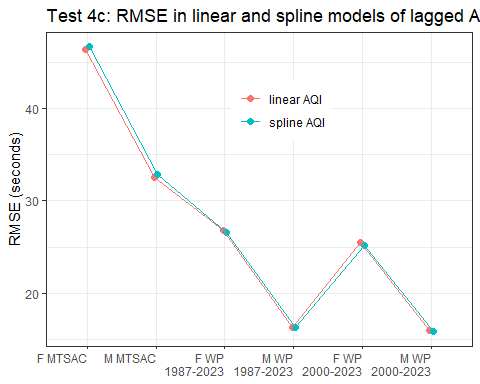 Test 4c: RMSE in linear and spline models of lagged A
RMSE (seconds)
40
30
20
linear AQI
spline AQI
F MTSAC
M MTSAC
F WP
1987-2023
M WP
1987-2023
F WP
2000-2023
M WP
2000-2023